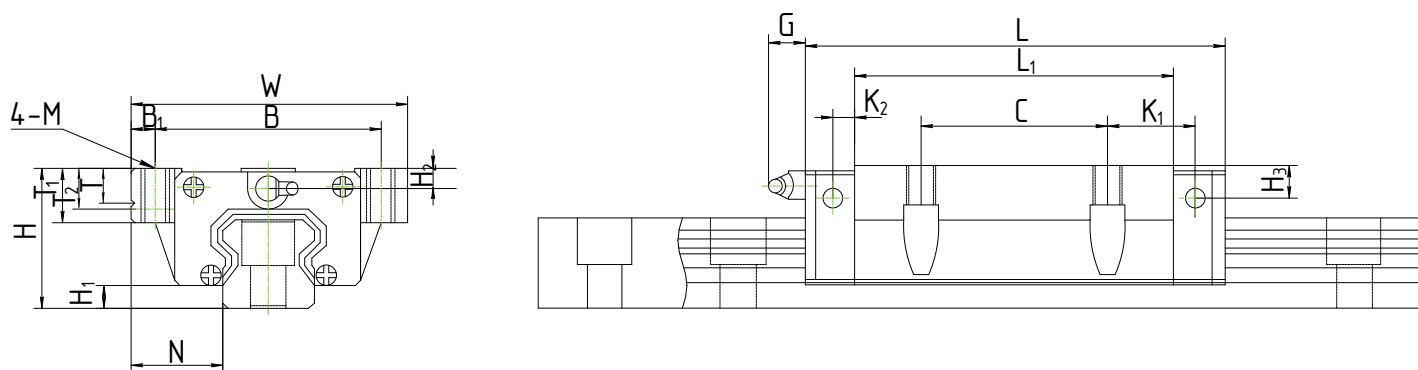 G
L
L₁
W
4-M
B₁
B
K₂
C
K₁
T
T₁
T₂
H₂
H₃
H
H₁
N